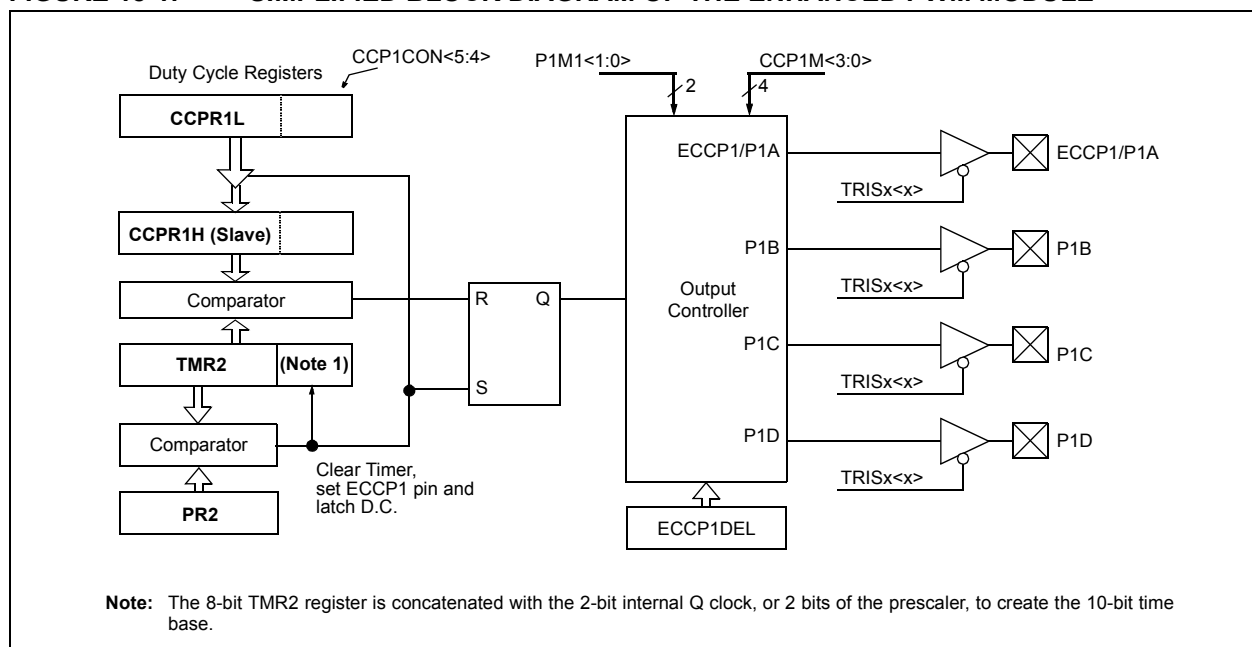 CCP1CON<5:4>
Duty Cycle Registers
CCPR1L
CCPR1H (Slave)
Comparator
TMR2
(Note 1)
Comparator
PR2
Clear Timer,
set ECCP1 pin and
latch D.C.
R
Q
S
P1M1<1:0>
2
CCP1M<3:0>
4
Output
Controller
ECCP1/P1A
P1B
P1C
P1D
ECCP1DEL
TRISx<x>
ECCP1/P1A
TRISx<x>
P1B
TRISx<x>
P1C
TRISx<x>
P1D
Note: The 8-bit TMR2 register is concatenated with the 2-bit internal Q clock, or 2 bits of the prescaler, to create the 10-bit time
base.